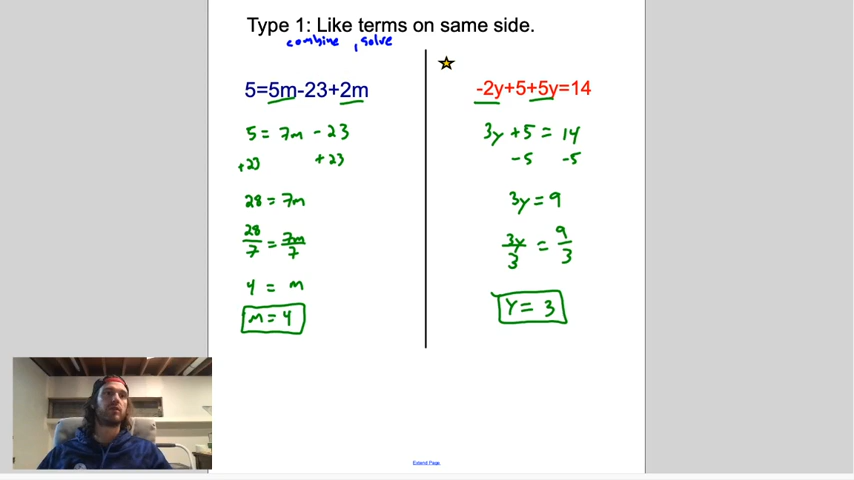 Type 1: Like terms on same side.
combine, solve
5=5m-23+2m
5 = 7m - 23
+23 +23
28 = 7m
28/7 = 7m/7
4 = m
m = 4
-2y+5+5y=14
3y + 5 = 14
-5 -5
3y = 9
3y/3 = 9/3
y = 3
Extend Page